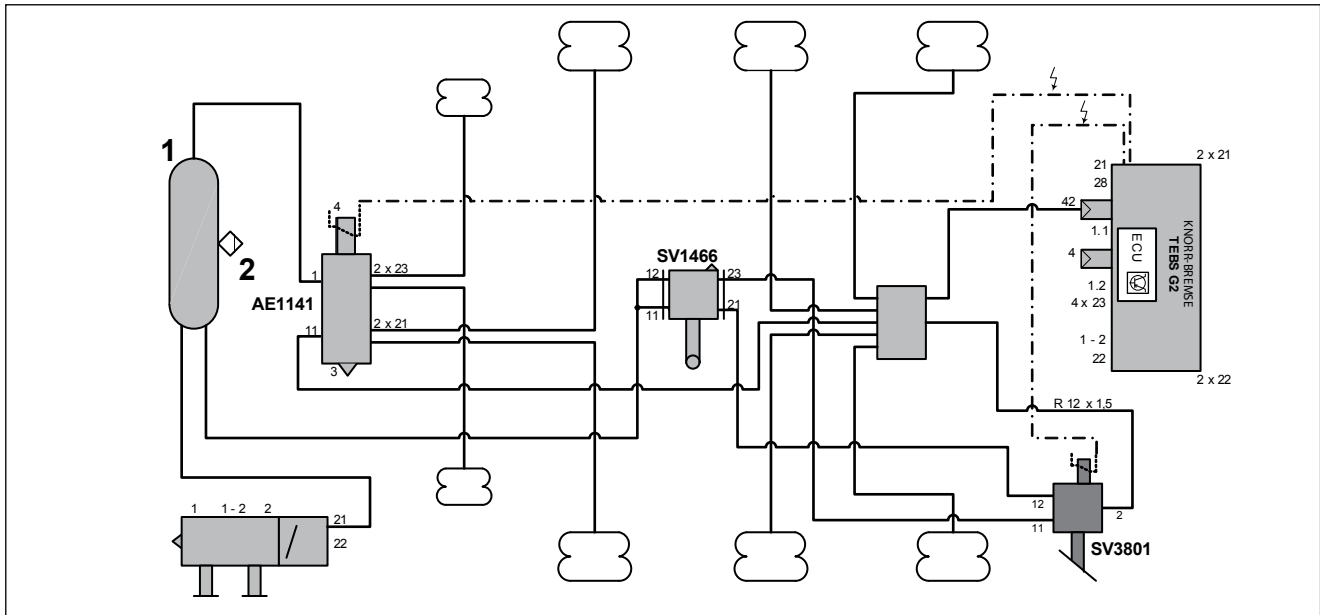 1
2
4
1
2 x 23
AE1141
11
2 x 21
3
SV1466
12
23
11
21
2 x 21
21
28
42
1.1
4
ECU
KNORR-BREMSE
TEBS G2
1.2
4 x 23
1 - 2
22
2 x 22
R 12 x 1,5
12
2
11
SV3801
1 1 - 2 2
21
22